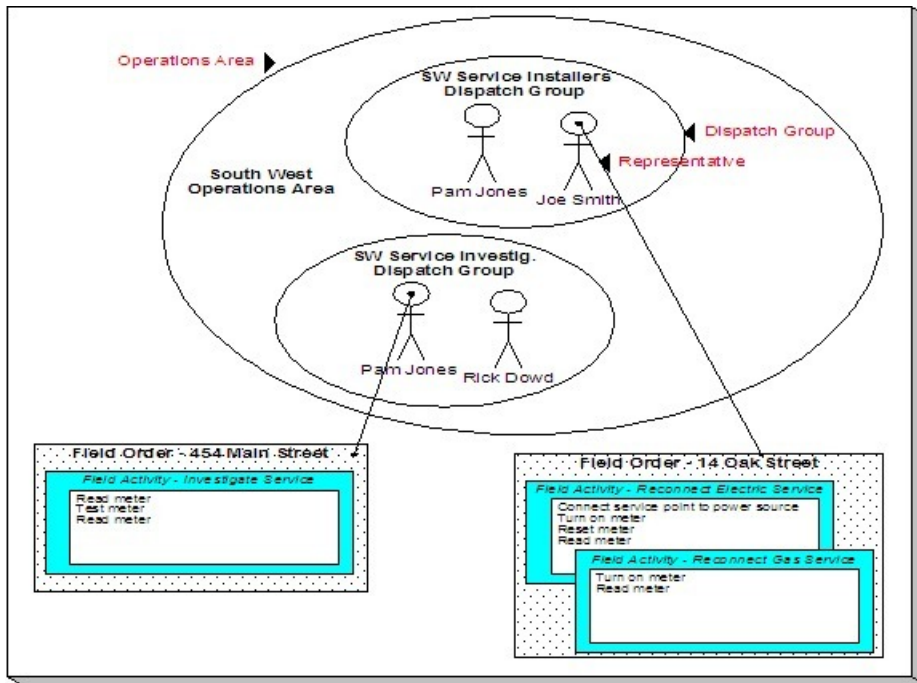 Operations Area
SW Service Installers
Dispatch Group
Dispatch Group
Representative
South West
Operations Area
Pam Jones
Joe Smith
SW Service Investig.
Dispatch Group
Pam Jones
Rick Dowd
Field Order - 454 Main Street
Field Activity - Investigate Service
Read meter
Test meter
Read meter
Field Order - 14 Oak Street
Field Activity - Reconnect Electric Service
Connect service point to power source
Turn on meter
Reset meter
Read meter
Field Activity - Reconnect Gas Service
Turn on meter
Read meter